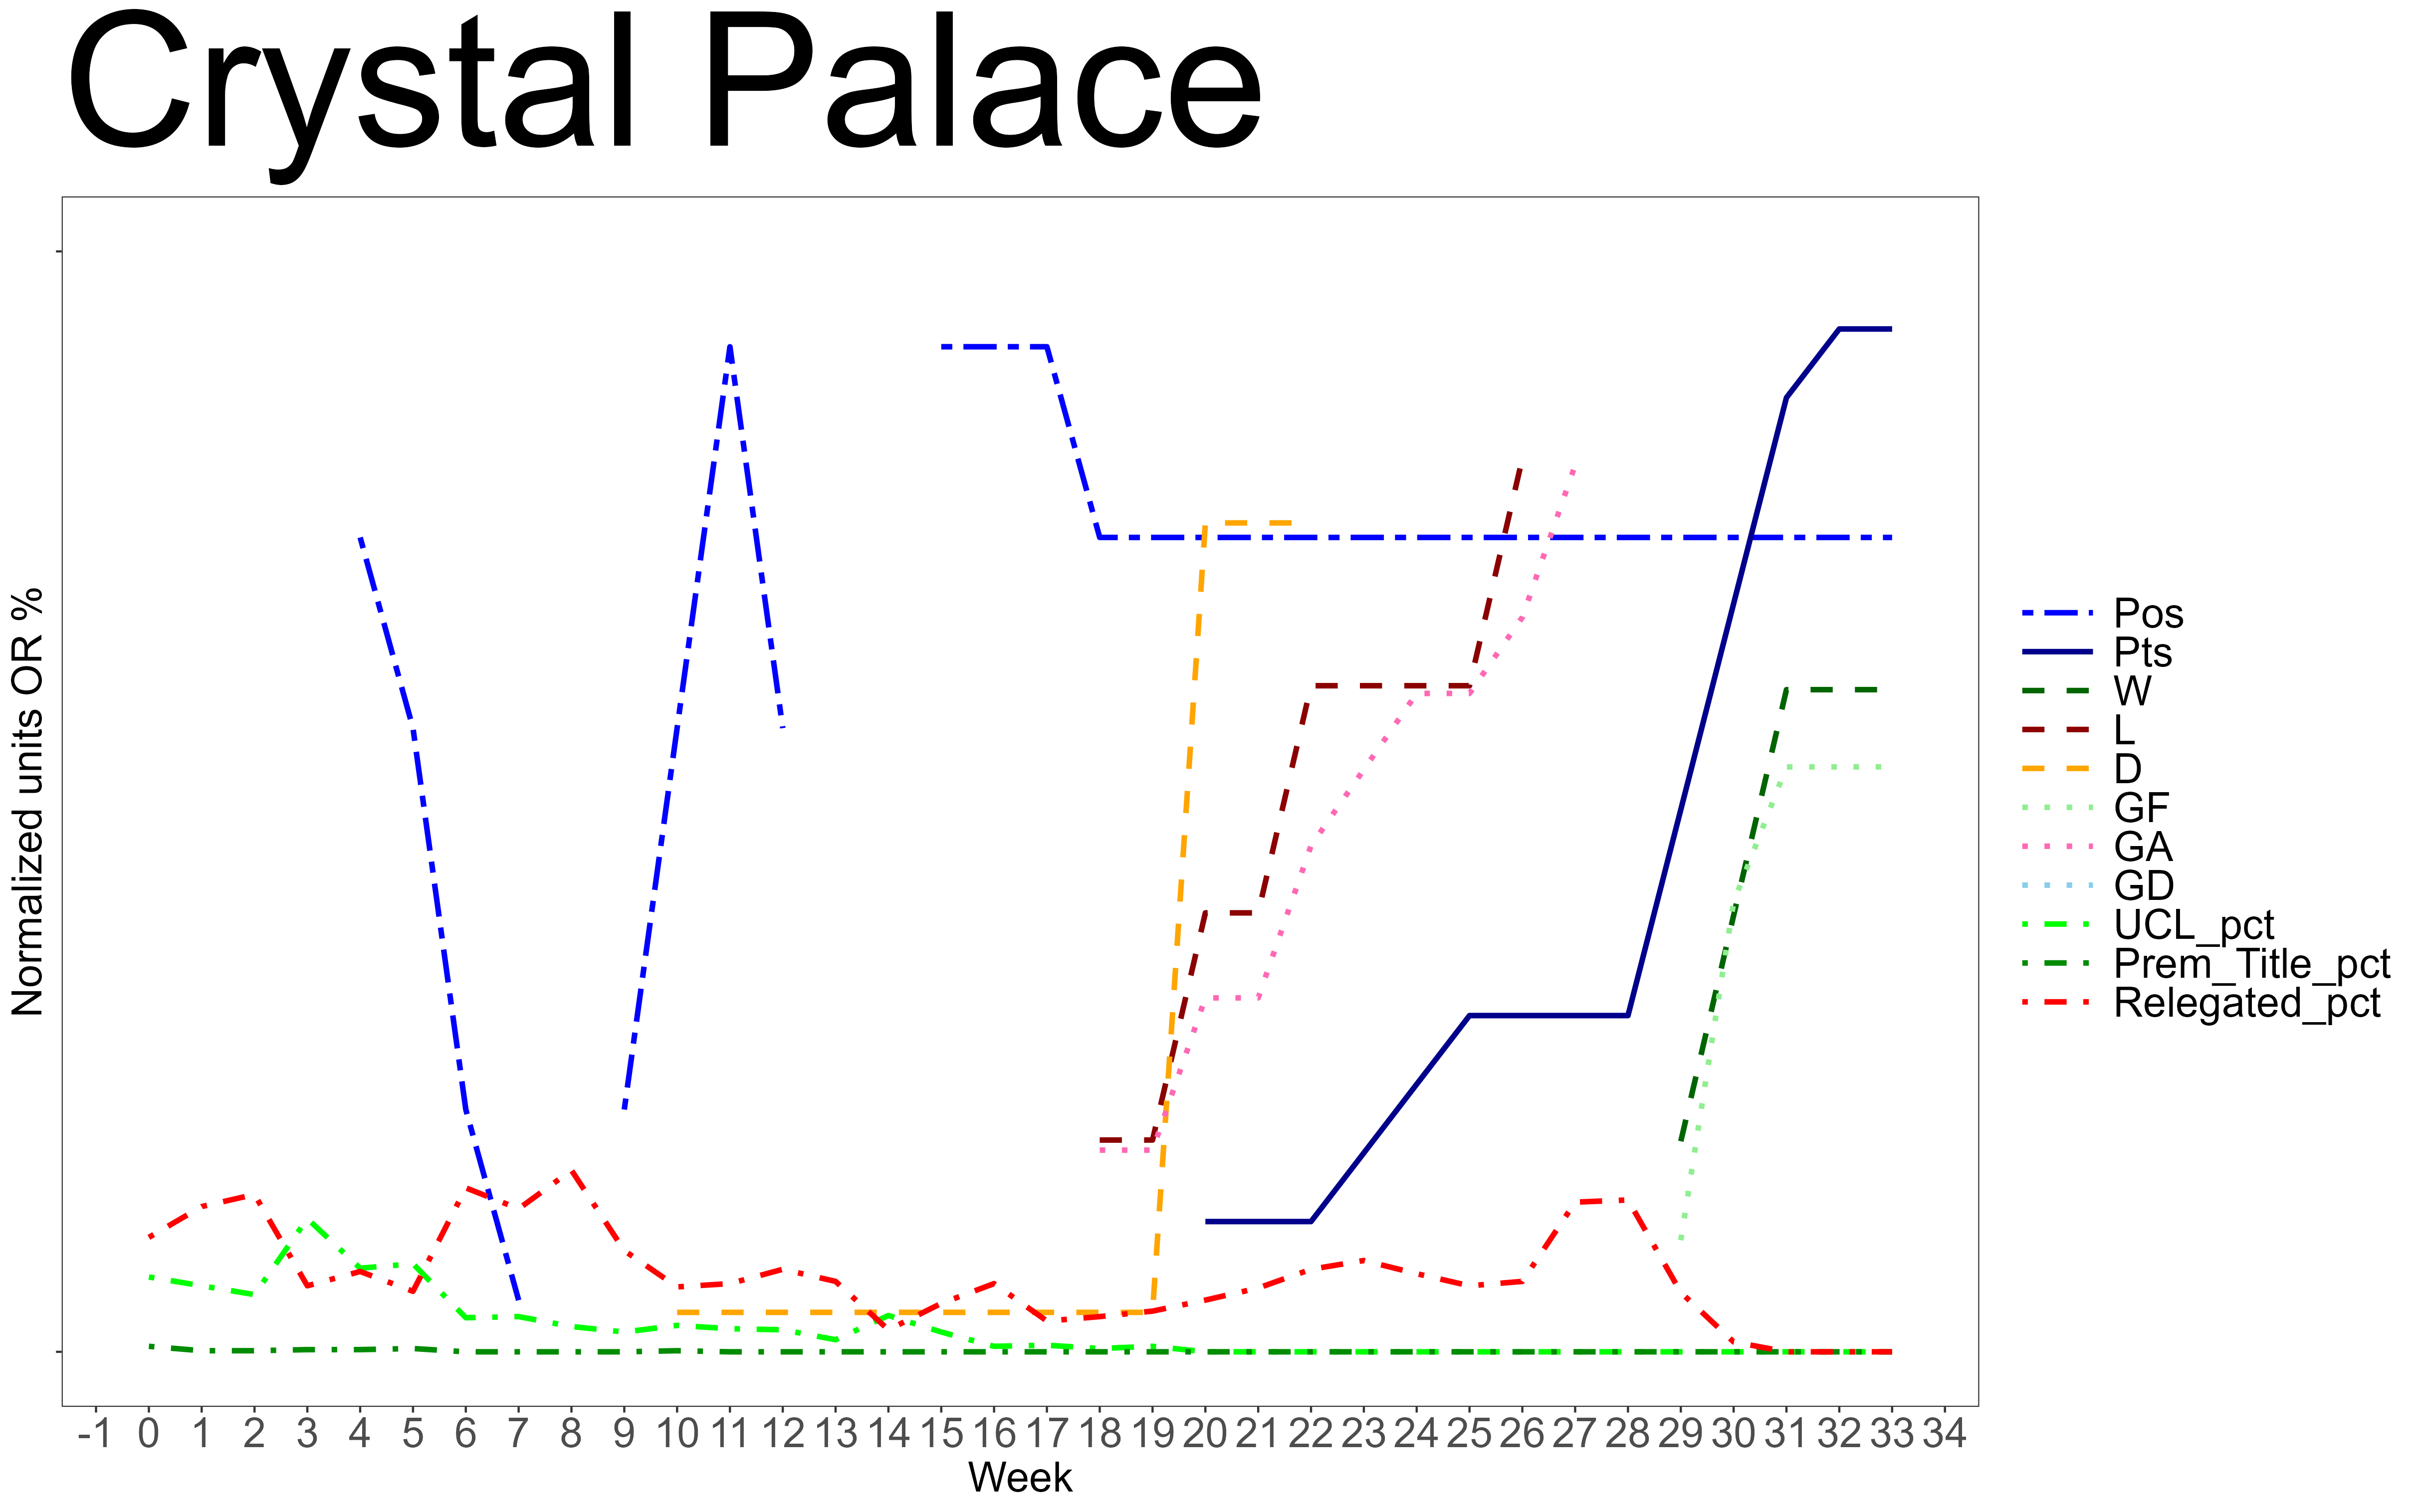 Crystal Palace
Normalized units OR %
Pos
Pts
W
L
D
GF
GA
GD
UCL_pct
Prem_Title_pct
Relegated_pct
-1 0 1 2 3 4 5 6 7 8 9 10 11 12 13 14 15 16 17 18 19 20 21 22 23 24 25 26 27 28 29 30 31 32 33 34
Week